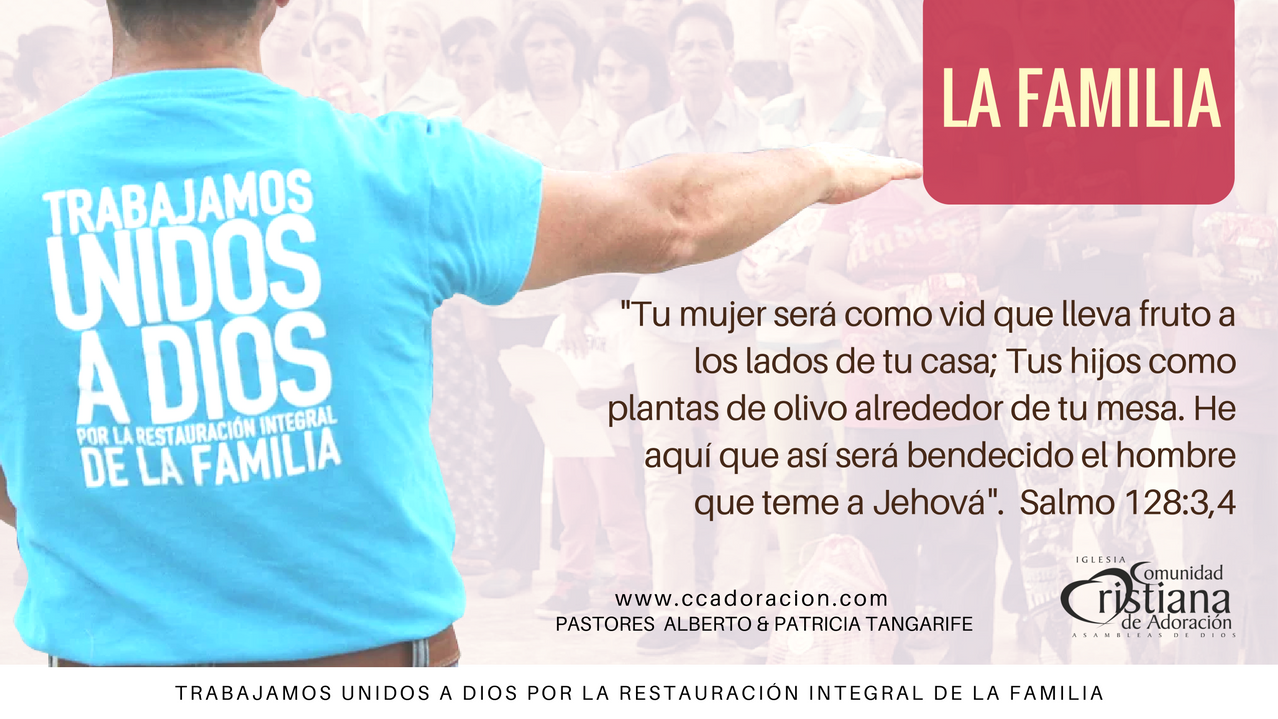 LA FAMILIA
TRABAJAMOS
UNIDOS
A DIOS
POR LA RESTAURACIÓN INTEGRAL
DE LA FAMILIA
"Tu mujer será como vid que lleva fruto a
los lados de tu casa; Tus hijos como
plantas de olivo alrededor de tu mesa. He
aquí que así será bendecido el hombre
que teme a Jehová". Salmo 128:3,4
IGLESIA
Comunidad
Cristiana
de Adoración
ASAMBLEAS DE DIOS
www.ccadoracion.com
PASTORES ALBERTO & PATRICIA TANGARIFE
TRABAJAMOS UNIDOS A DIOS POR LA RESTAURACIÓN INTEGRAL DE LA FAMILIA